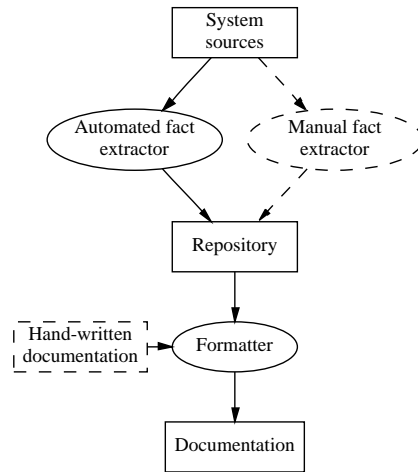 System
sources
Automated fact
extractor
Manual fact
extractor
Repository
Hand-written
documentation
Formatter
Documentation